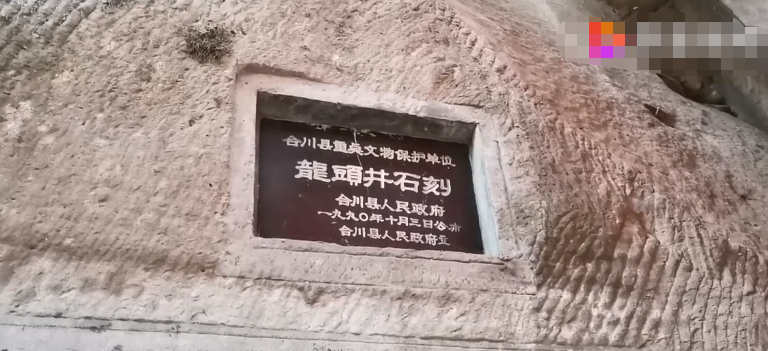 合川县重点文物保护单位
龍頭井石刻
合川县人民政府
一九九〇年十月三日公布
合川县人民政府立